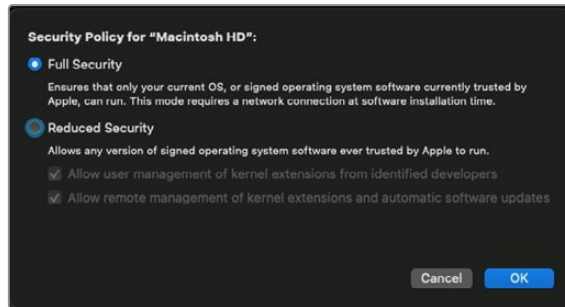 Security Policy for “Macintosh HD”:
Full Security
Ensures that only your current OS, or signed operating system software currently trusted by
Apple, can run. This mode requires a network connection at software installation time.
Reduced Security
Allows any version of signed operating system software ever trusted by Apple to run.
Allow user management of kernel extensions from identified developers
Allow remote management of kernel extensions and automatic software updates
Cancel OK